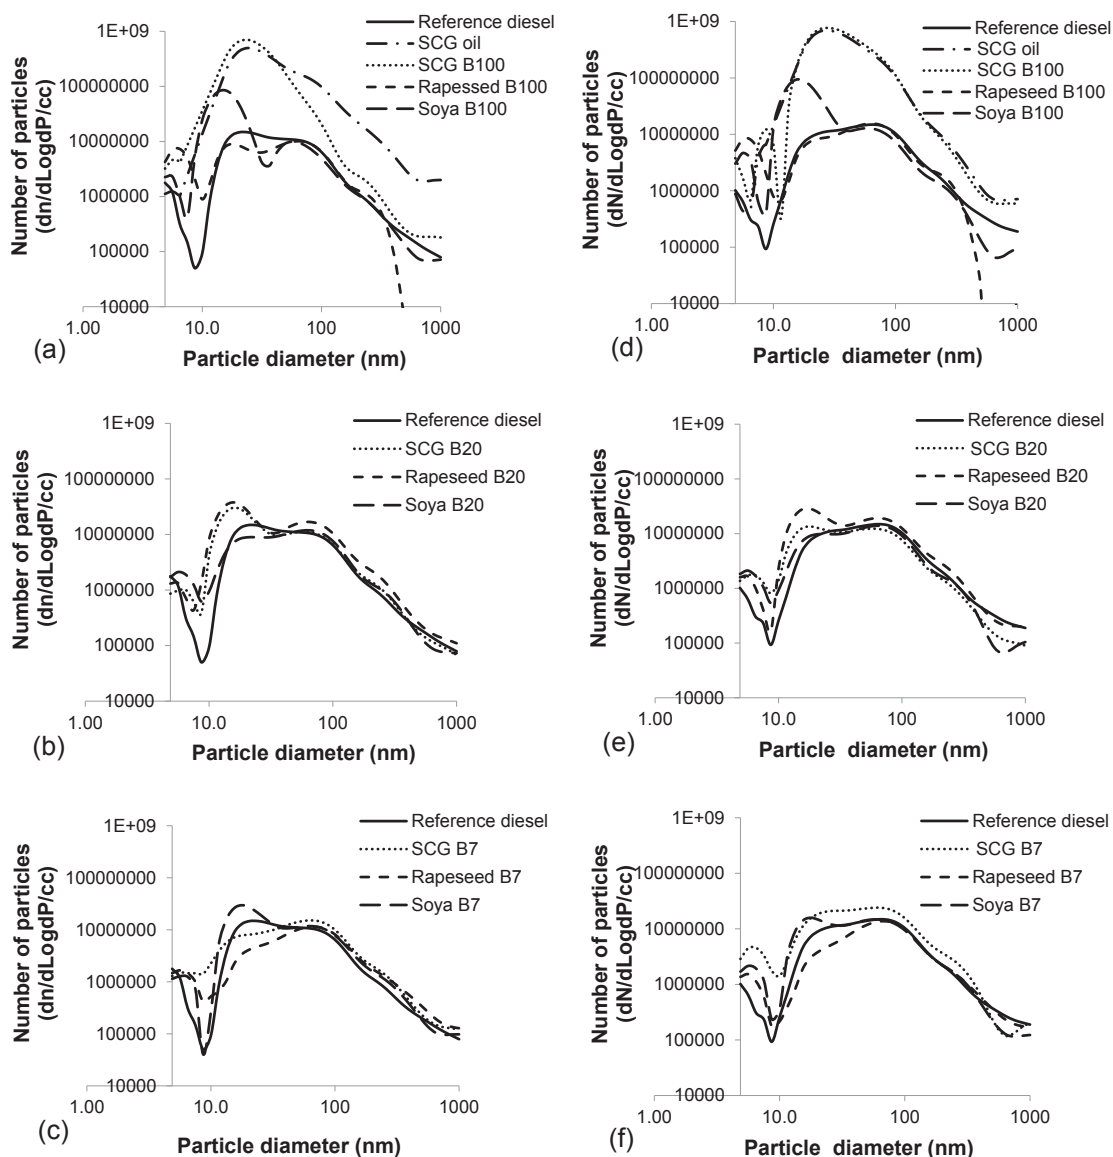 1E+09
100000000
10000000
1000000
100000
10000
1.00
10.0
100
1000
Number of particles
(dn/dLogdP/cc)
Particle diameter (nm)
Reference diesel
SCG oil
SCG B100
Rapessed B100
Soya B100
(a)
1E+09
100000000
10000000
1000000
100000
10000
1.00
10.0
100
1000
Number of particles
(dN/dLogdP/cc)
Particle diameter (nm)
Reference diesel
SCG oil
SCG B100
Rapeseed B100
Soya B100
(d)
1E+09
100000000
10000000
1000000
100000
10000
1.00
10.0
100
1000
Number of particles
(dn/dLogdP/cc)
Particle diameter (nm)
Reference diesel
SCG B20
Rapeseed B20
Soya B20
(b)
1E+09
100000000
10000000
1000000
100000
10000
1.00
10.0
100
1000
Number of particles
(dN/dLogdP/cc)
Particle diameter (nm)
Reference diesel
SCG B20
Rapeseed B20
Soya B20
(e)
1E+09
100000000
10000000
1000000
100000
10000
1.00
10.0
100
1000
Number of particles
(dn/dLogdP/cc)
Particle diameter (nm)
Reference diesel
SCG B7
Rapeseed B7
Soya B7
(c)
1E+09
100000000
10000000
1000000
100000
10000
1.00
10.0
100
1000
Number of particles
(dN/dLogdP/cc)
Particle diameter (nm)
Reference diesel
SCG B7
Rapeseed B7
Soya B7
(f)